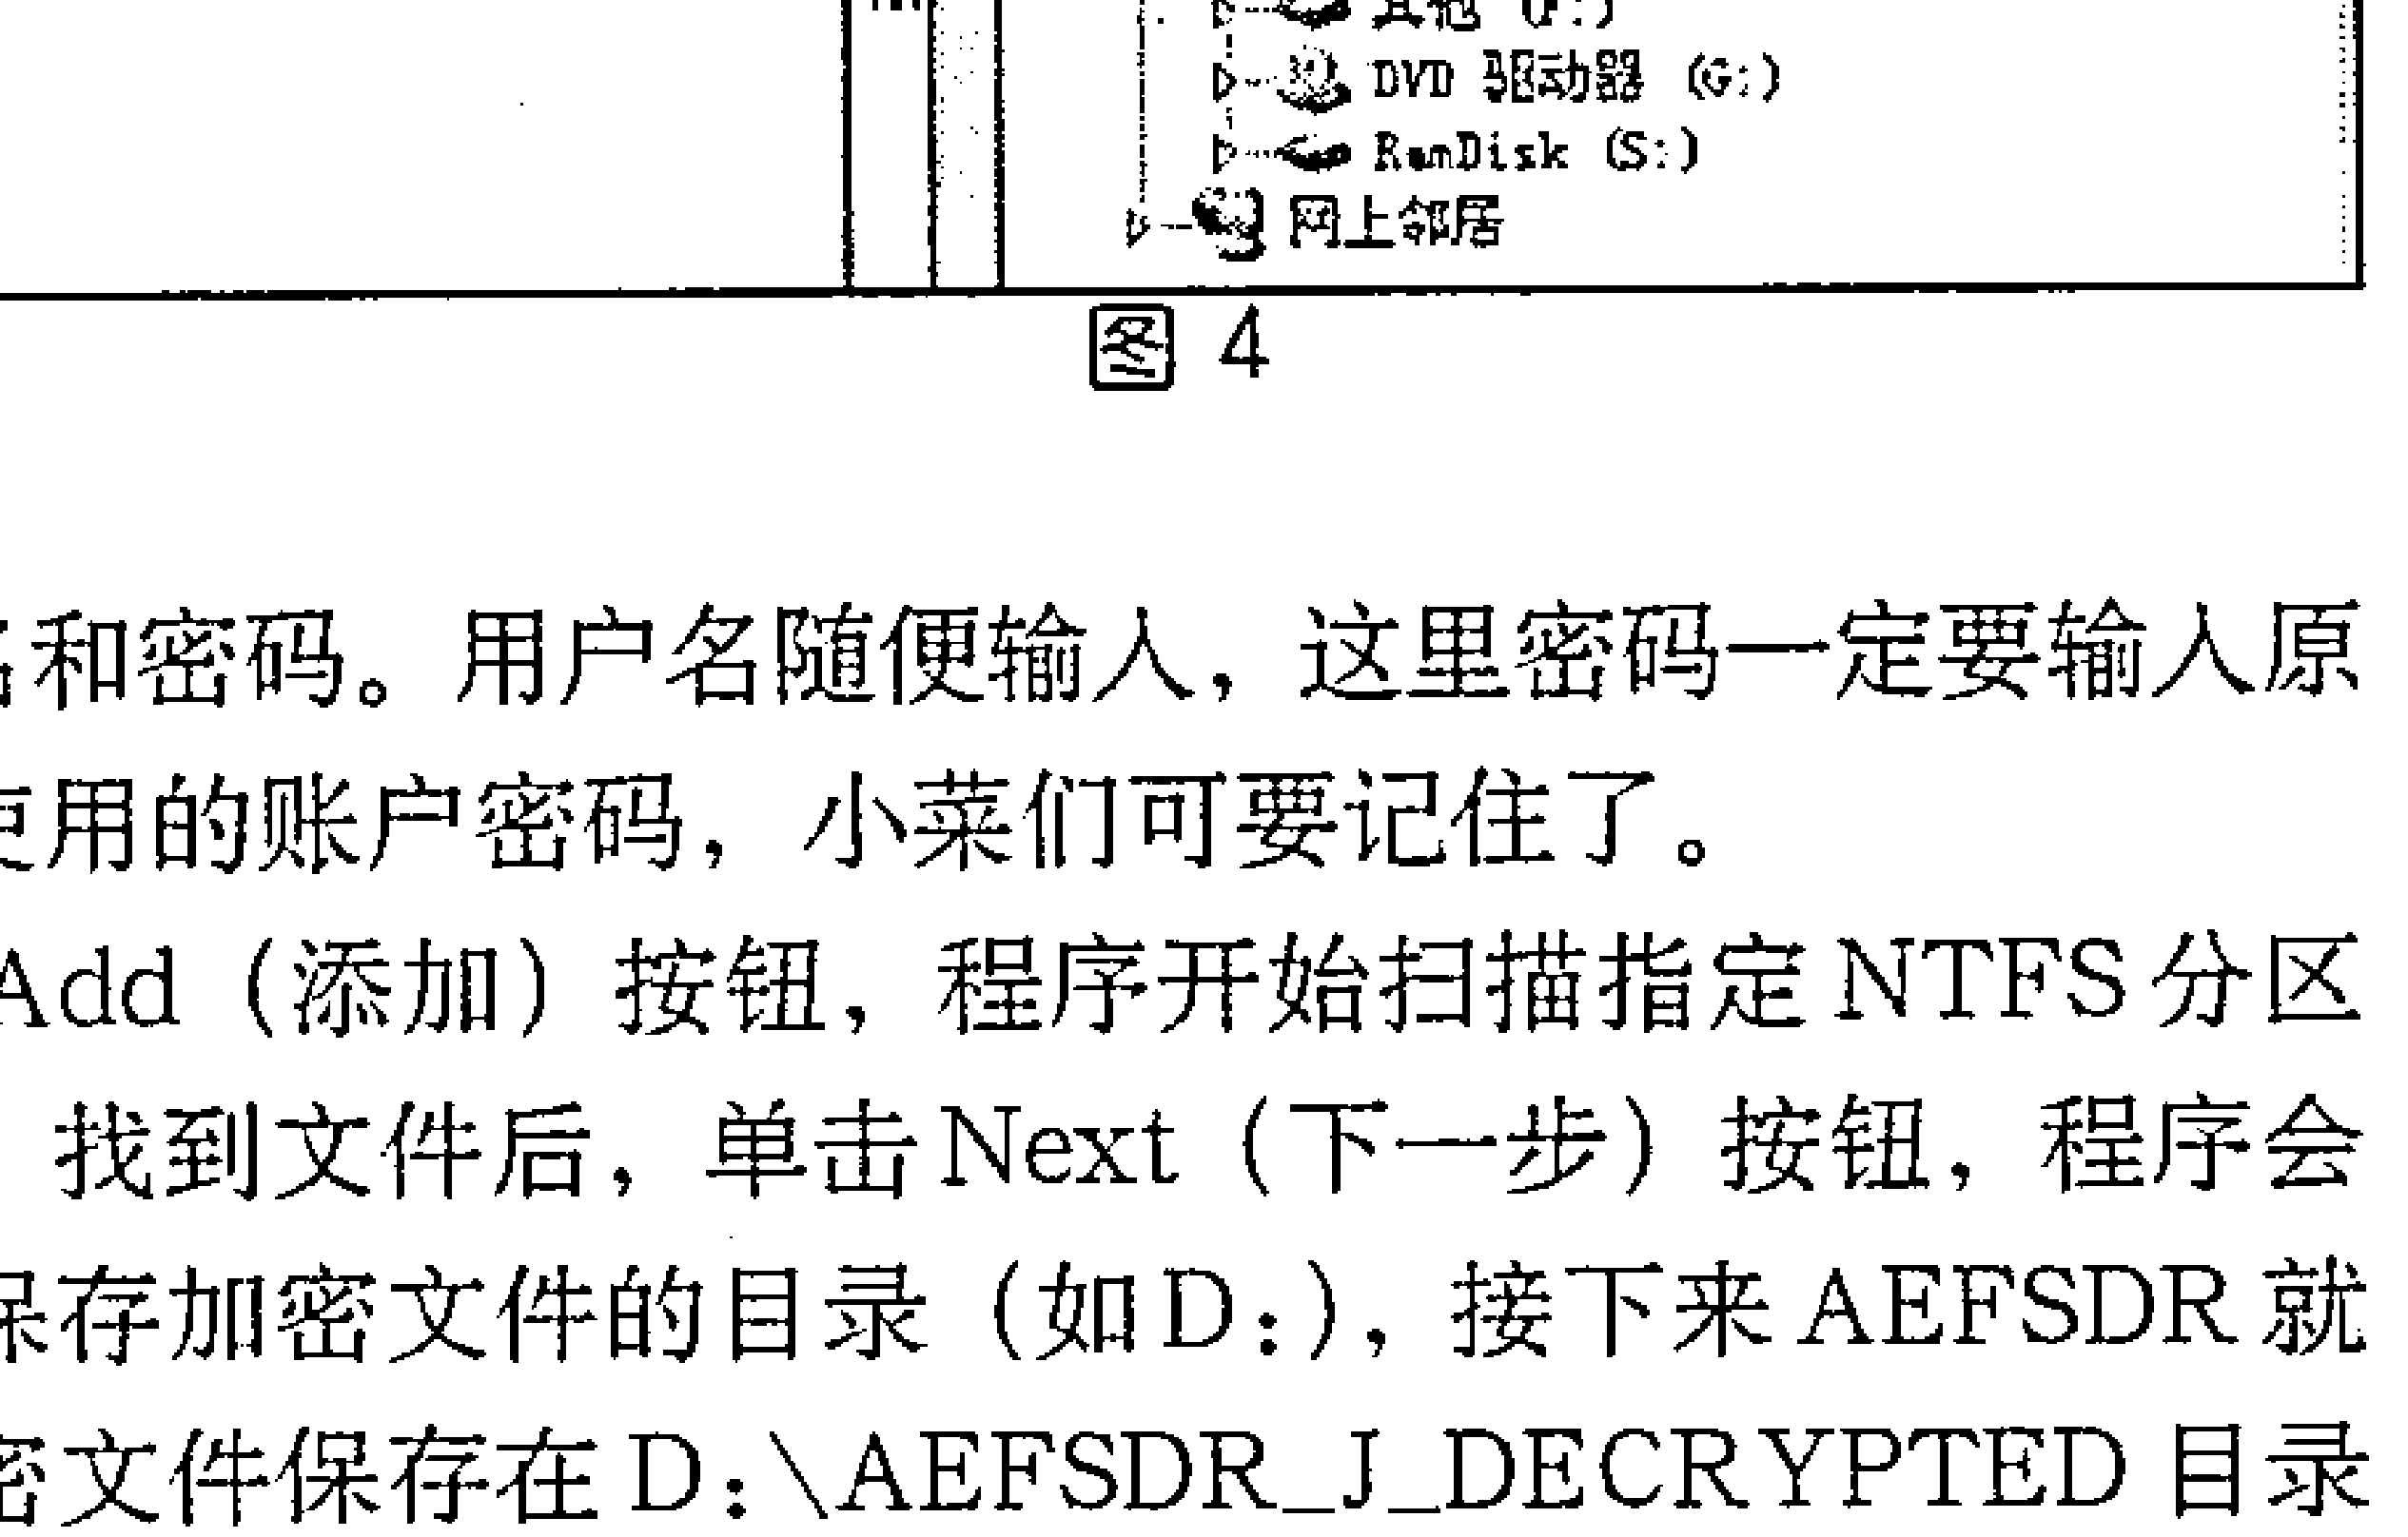 其他 (F:)
DVD 驱动器 (G:)
RamDisk (S:)
网上邻居
图 4
名和密码。用户名随便输入，这里密码一定要输入原
使用的账户密码，小菜们可要记住了。
Add（添加）按钮，程序开始扫描指定NTFS分区
找到文件后，单击Next（下一步）按钮，程序会
保存加密文件的目录（如D:），接下来AEFSDR就
密文件保存在D:\AEFSDR_J_DECRYPTED目录